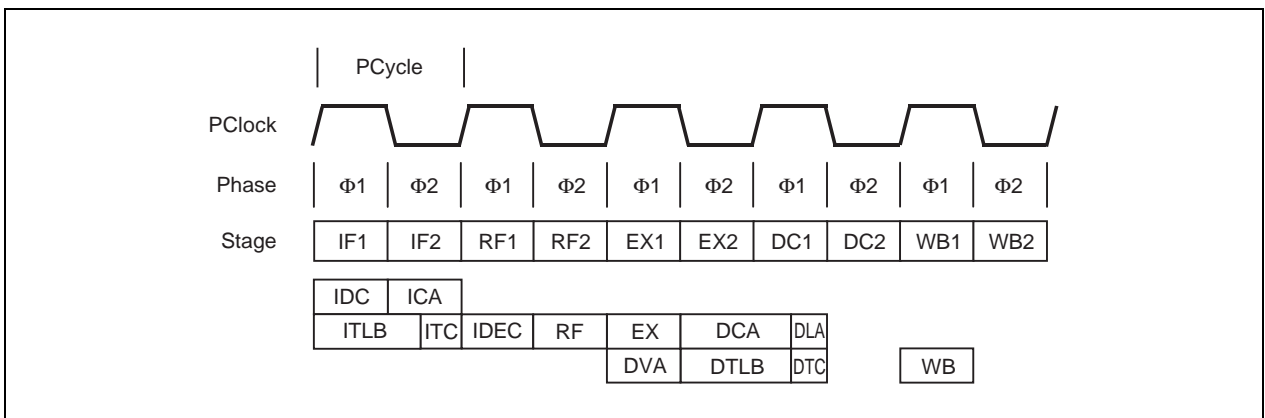 PCycle
PClock
Phase Φ1 Φ2 Φ1 Φ2 Φ1 Φ2 Φ1 Φ2 Φ1 Φ2
Stage IF1 IF2 RF1 RF2 EX1 EX2 DC1 DC2 WB1 WB2
IDC ICA
ITLB ITC IDEC RF EX DCA DLA
DVA DTLB DTC WB